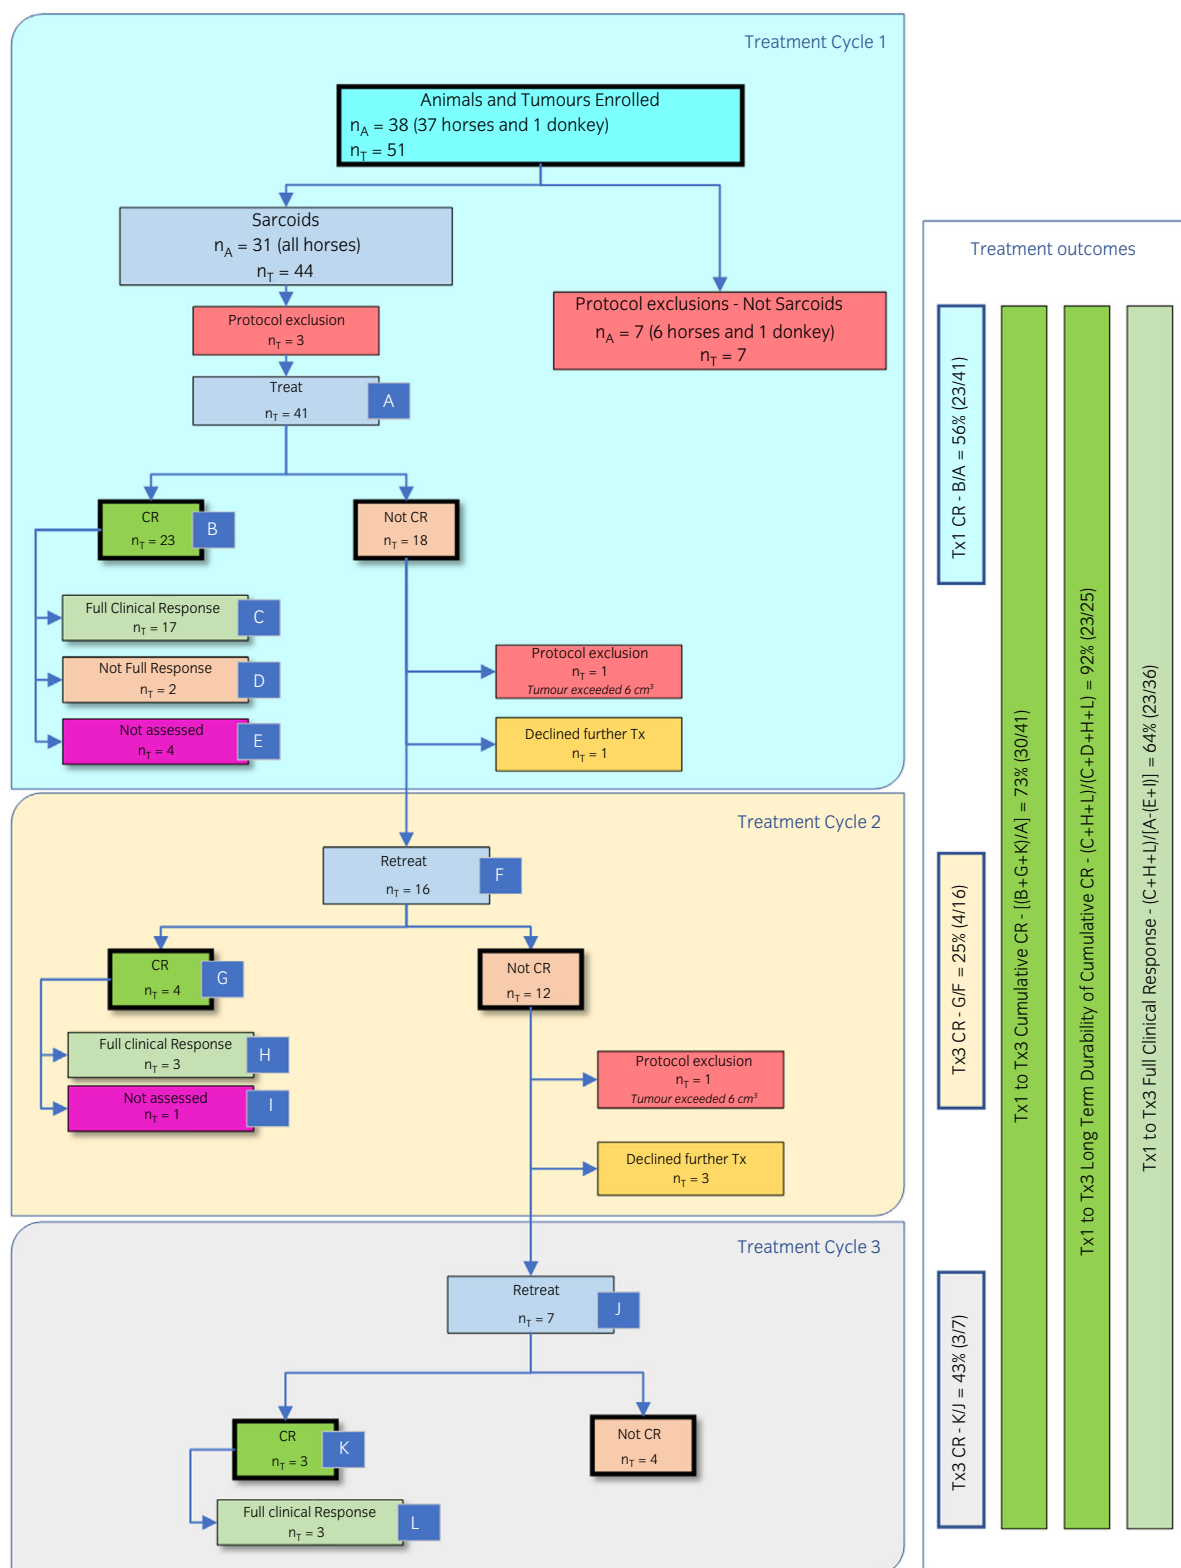 Treatment Cycle 1
Animals and Tumours Enrolled
nA = 38 (37 horses and 1 donkey)
nT = 51
Sarcoids
nA = 31 (all horses)
nT = 44
Protocol exclusions - Not Sarcoids
nA = 7 (6 horses and 1 donkey)
nT = 7
Protocol exclusion
nT = 3
Treat
nT = 41
A
CR
nT = 23
B
Not CR
nT = 18
Full Clinical Response
nT = 17
C
Not Full Response
nT = 2
D
Not assessed
nT = 4
E
Protocol exclusion
nT = 1
Tumour exceeded 6 cm³
Declined further Tx
nT = 1
Treatment Cycle 2
Retreat
nT = 16
F
CR
nT = 4
G
Not CR
nT = 12
Full clinical Response
nT = 3
H
Not assessed
nT = 1
I
Protocol exclusion
nT = 1
Tumour exceeded 6 cm³
Declined further Tx
nT = 3
Treatment Cycle 3
Retreat
nT = 7
J
CR
nT = 3
K
Not CR
nT = 4
Full clinical Response
nT = 3
L
Treatment outcomes
Tx1 CR - B/A = 56% (23/41)
Tx3 CR - G/F = 25% (4/16)
Tx3 CR - K/J = 43% (3/7)
Tx1 to Tx3 Cumulative CR - [(B+G+K)/A] = 73% (30/41)
Tx1 to Tx3 Long Term Durability of Cumulative CR - (C+H+L)/(C+D+H+L) = 92% (23/25)
Tx1 to Tx3 Full Clinical Response - (C+H+L)/[A-(E+I)] = 64% (23/36)